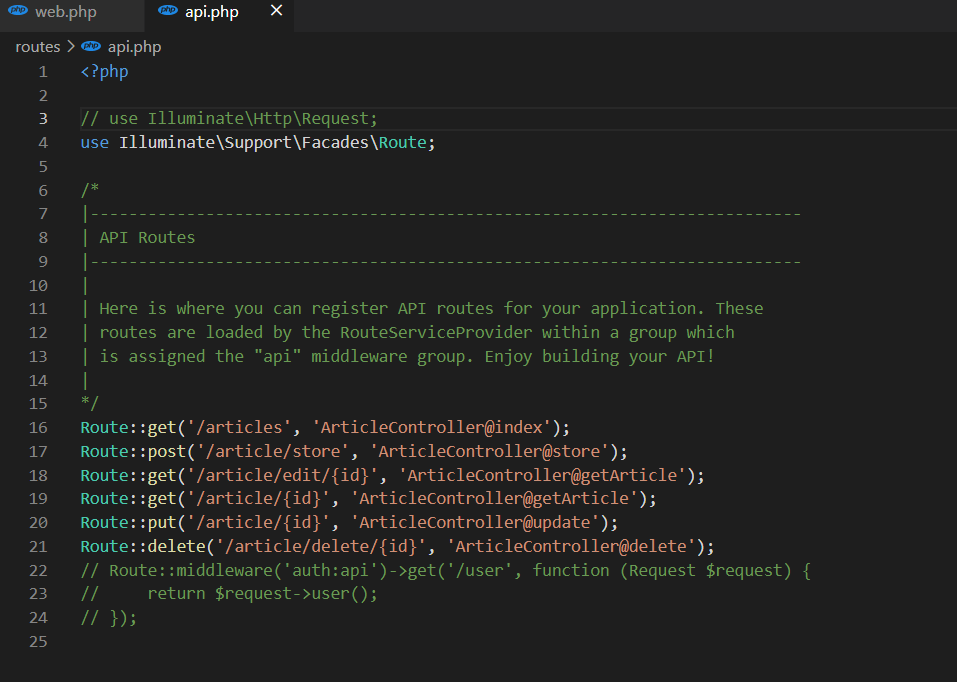 web.php
api.php
routes > api.php
1 <?php
2
3 // use Illuminate\Http\Request;
4 use Illuminate\Support\Facades\Route;
5
6 /*
7 |--------------------------------------------------------------------------
8 | API Routes
9 |--------------------------------------------------------------------------
10 |
11 | Here is where you can register API routes for your application. These
12 | routes are loaded by the RouteServiceProvider within a group which
13 | is assigned the "api" middleware group. Enjoy building your API!
14 |
15 */
16 Route::get('/articles', 'ArticleController@index');
17 Route::post('/article/store', 'ArticleController@store');
18 Route::get('/article/edit/{id}', 'ArticleController@getArticle');
19 Route::get('/article/{id}', 'ArticleController@getArticle');
20 Route::put('/article/{id}', 'ArticleController@update');
21 Route::delete('/article/delete/{id}', 'ArticleController@delete');
22 // Route::middleware('auth:api')->get('/user', function (Request $request) {
23 //     return $request->user();
24 // });
25